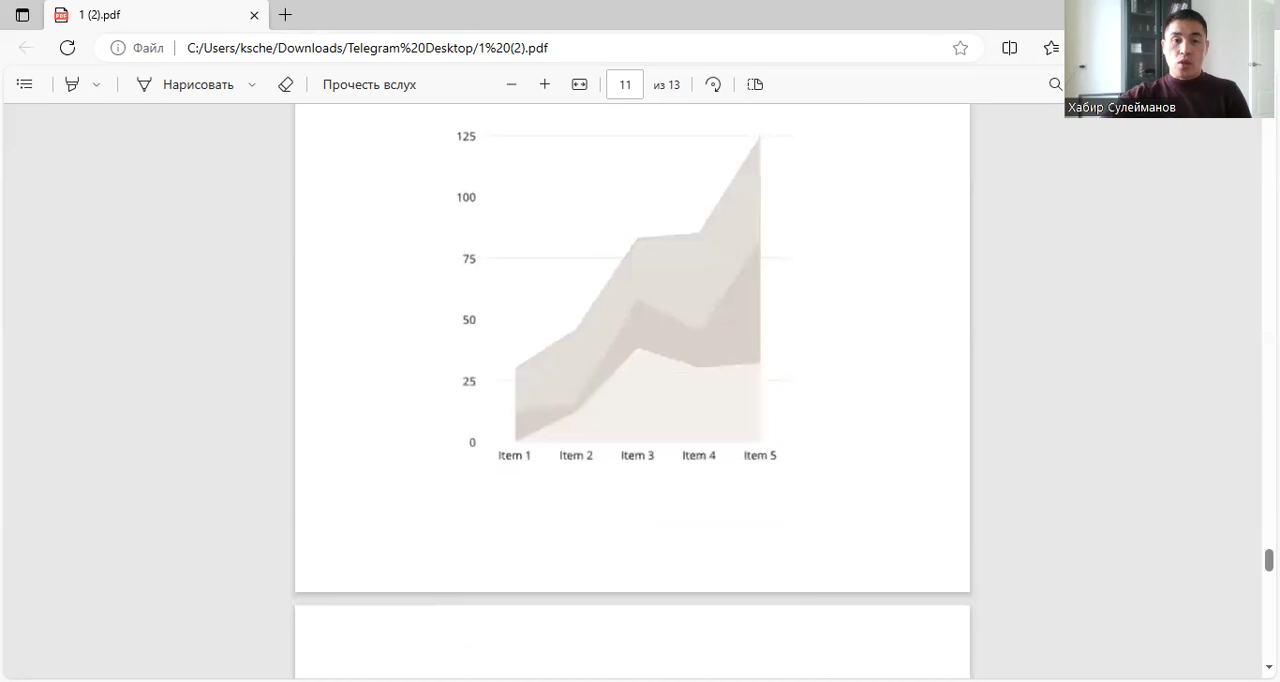 1 (2).pdf
Файл
C:/Users/ksche/Downloads/Telegram%20Desktop/1%20(2).pdf
Нарисовать
Прочесть вслух
11
из 13
Хабир Сулейманов
125
100
75
50
25
0
Item 1 Item 2 Item 3 Item 4 Item 5